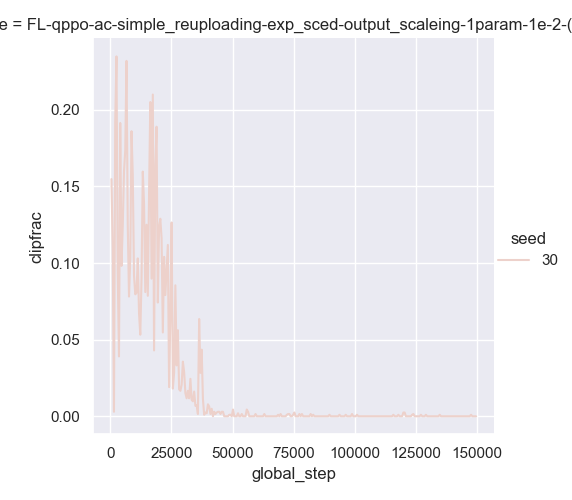 e = FL-qppo-ac-simple_reuploading-exp_sced-output_scaleing-1param-1e-2-(
0.20
0.15
0.10
0.05
0.00
clipfrac
0 25000 50000 75000 100000 125000 150000
global_step
seed
30